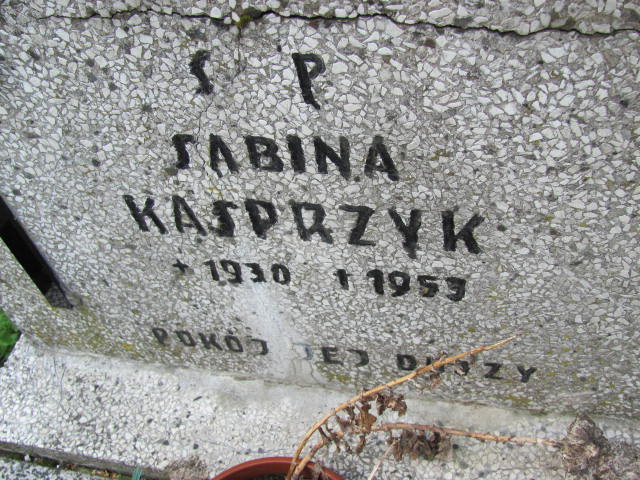 S P
SABINA
KASPRZYK
+ 1930 + 1953
POKÓJ JEJ DUSZY